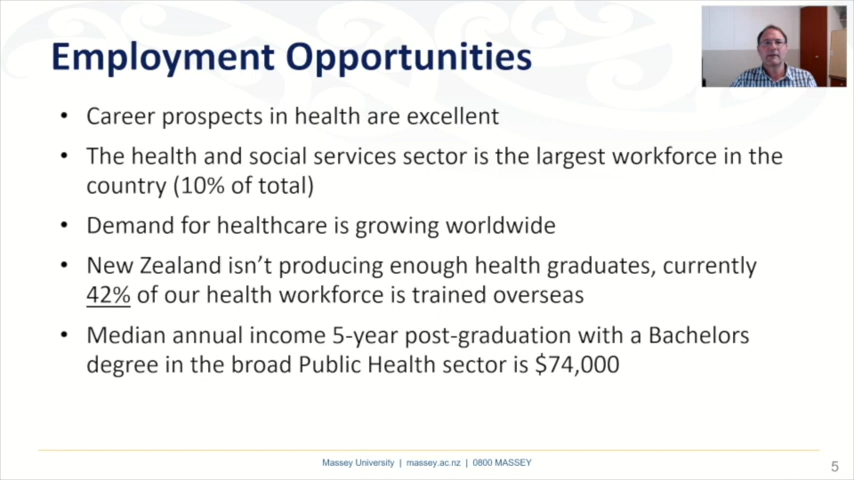 Employment Opportunities
• Career prospects in health are excellent
• The health and social services sector is the largest workforce in the
country (10% of total)
• Demand for healthcare is growing worldwide
• New Zealand isn’t producing enough health graduates, currently
42% of our health workforce is trained overseas
• Median annual income 5-year post-graduation with a Bachelors
degree in the broad Public Health sector is $74,000
Massey University | massey.ac.nz | 0800 MASSEY
5